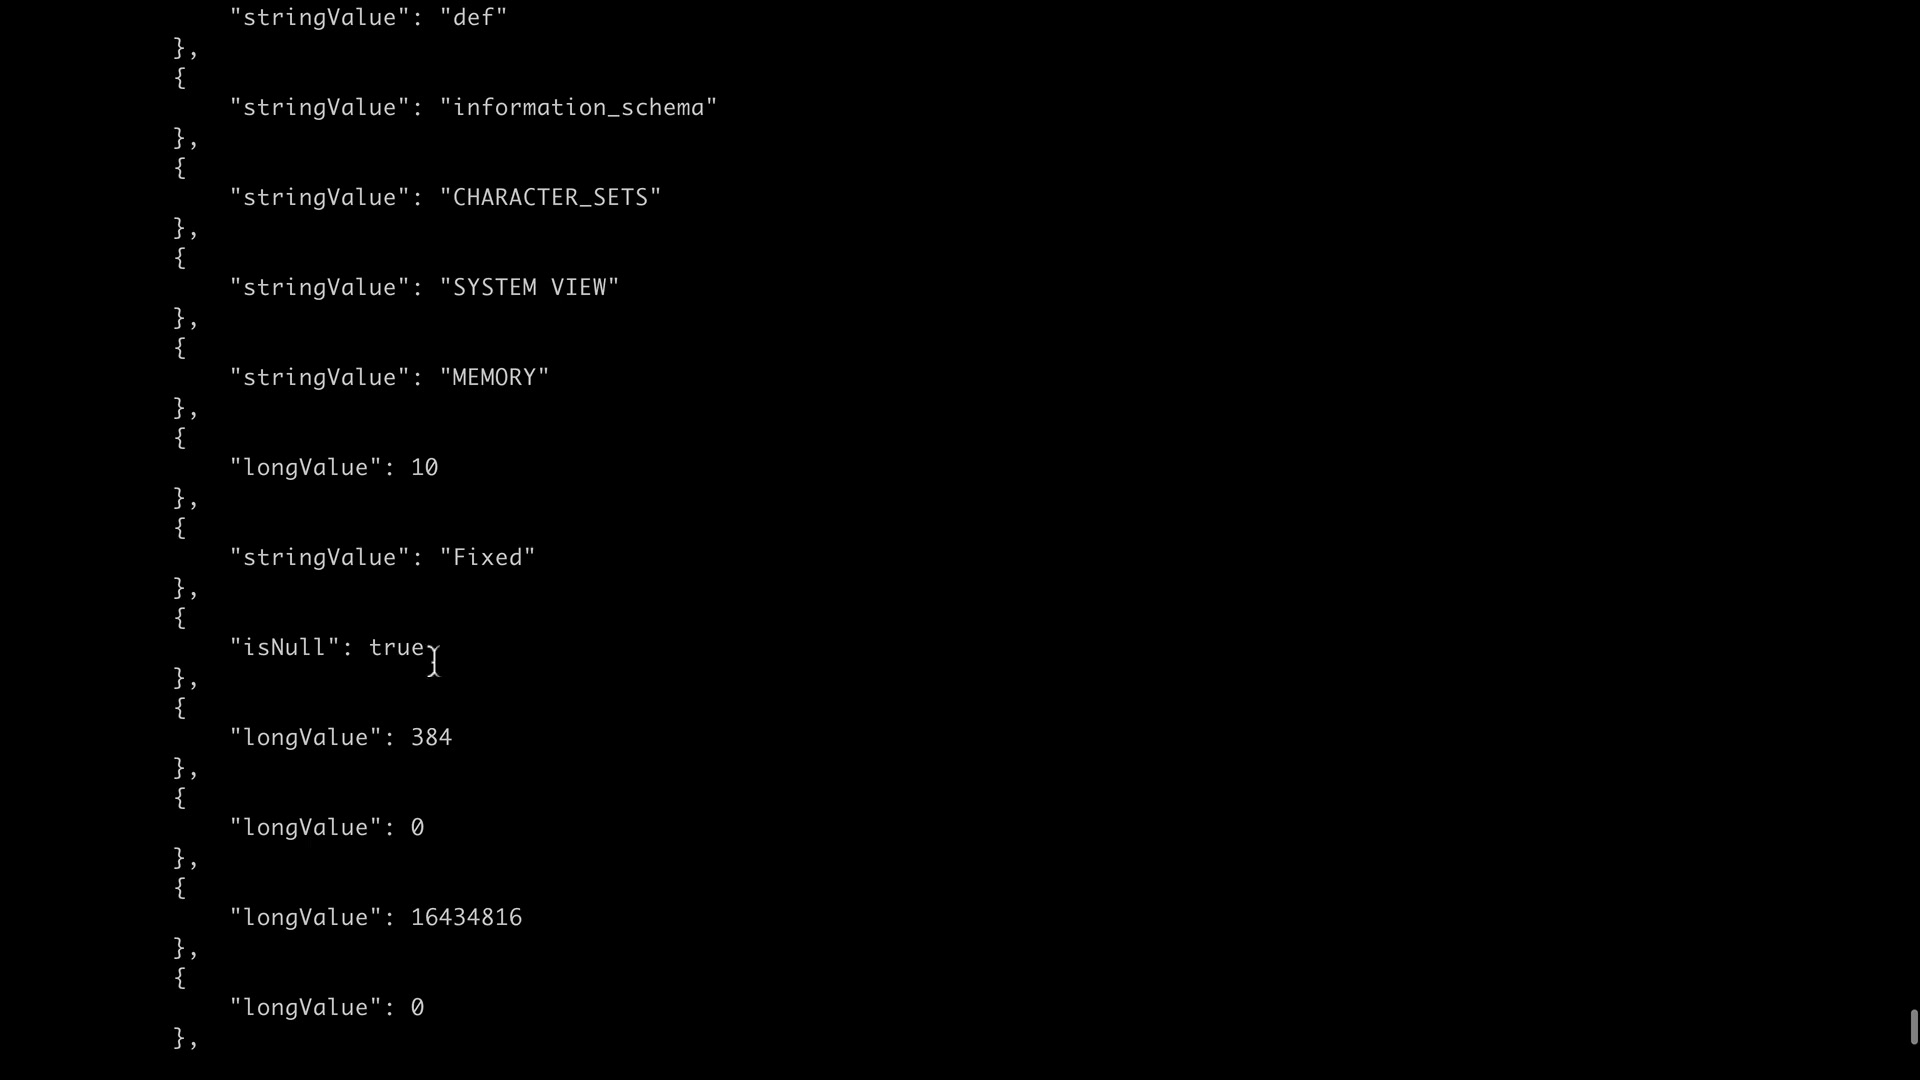 "stringValue": "def"
},
{
"stringValue": "information_schema"
},
{
"stringValue": "CHARACTER_SETS"
},
{
"stringValue": "SYSTEM VIEW"
},
{
"stringValue": "MEMORY"
},
{
"longValue": 10
},
{
"stringValue": "Fixed"
},
{
"isNull": true
},
{
"longValue": 384
},
{
"longValue": 0
},
{
"longValue": 16434816
},
{
"longValue": 0
},